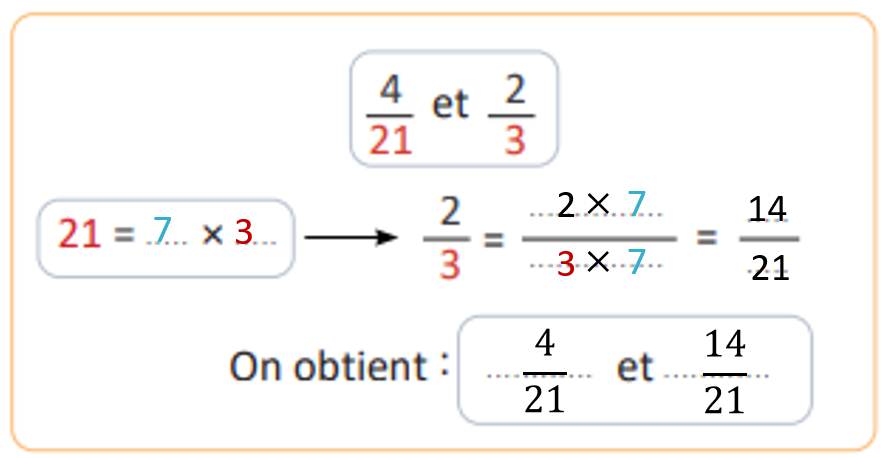 4/21 et 2/3
21 = 7 × 3 → 2/3 = 2 × 7 / 3 × 7 = 14/21
On obtient : 4/21 et 14/21